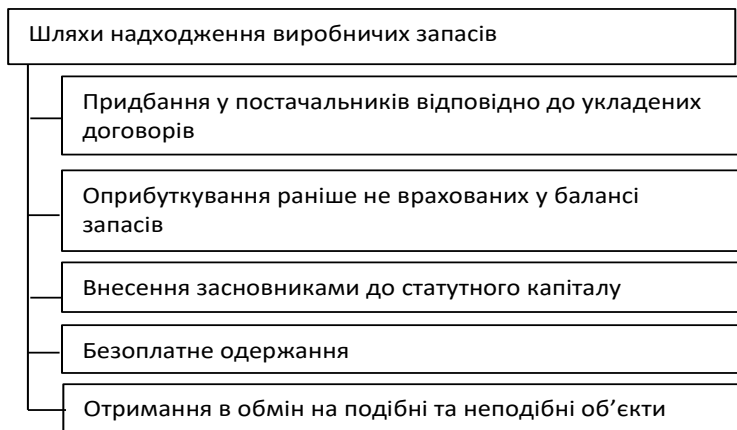 Шляхи надходження виробничих запасів
Придбання у постачальників відповідно до укладених
договорів
Оприбуткування раніше не врахованих у балансі
запасів
Внесення засновниками до статутного капіталу
Безоплатне одержання
Отримання в обмін на подібні та неподібні об’єкти